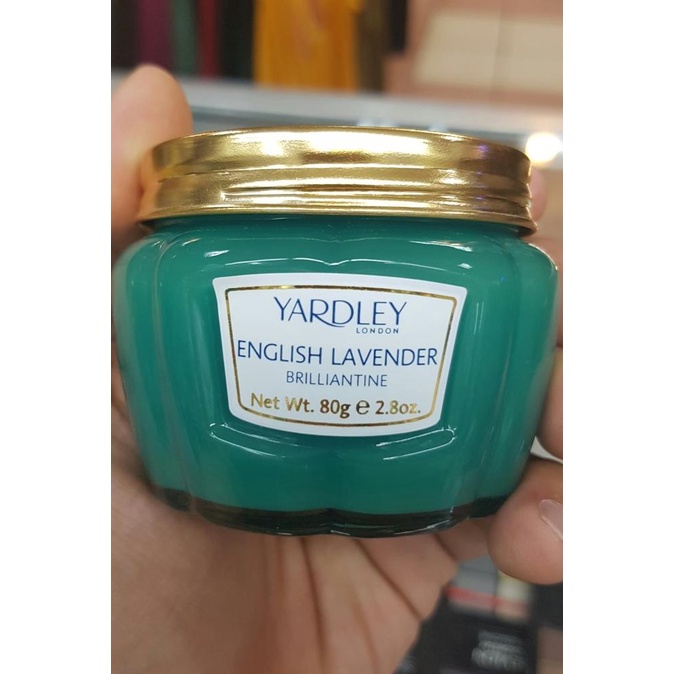 YARDLEY
LONDON
ENGLISH LAVENDER
BRILLIANTINE
Net Wt. 80g e 2.8oz.